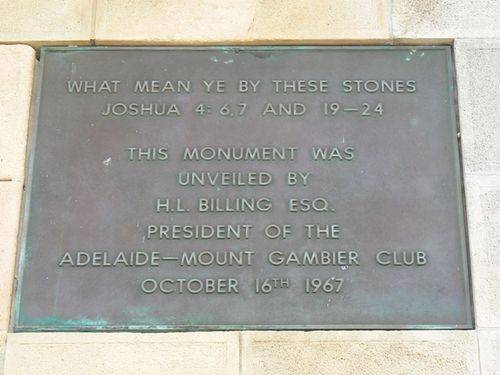 WHAT MEAN YE BY THESE STONES
JOSHUA 4:6,7 AND 19—24
THIS MONUMENT WAS
UNVEILED BY
H.L. BILLING ESQ.
PRESIDENT OF THE
ADELAIDE—MOUNT GAMBIER CLUB
OCTOBER 16TH 1967